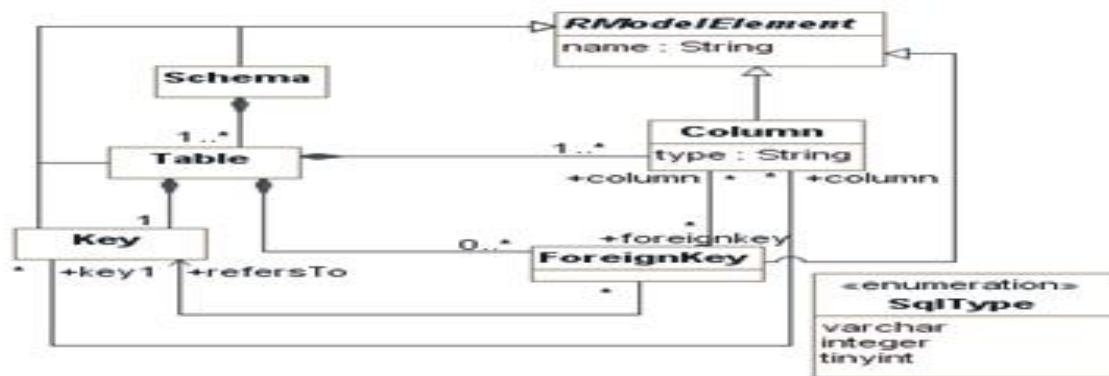 RModelElement
name : String
Schema
1..*
Table
1..*
Column
type : String
+column
*
*
+column
1
Key
*
+key1
+refersTo
0..*
*
+foreignkey
ForeignKey
*
«enumeration»
SqlType
varchar
integer
tinyint